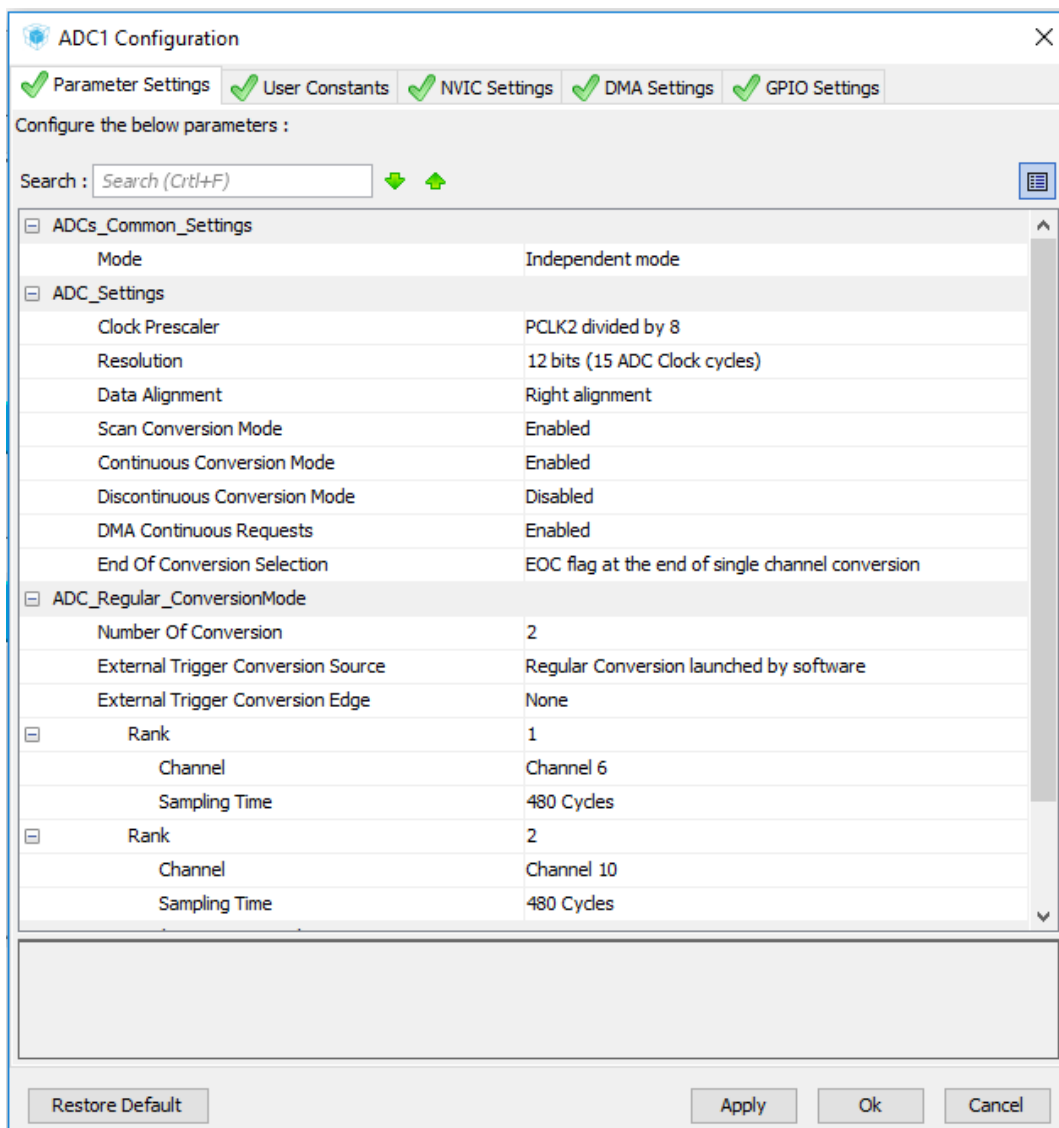 ADC1 Configuration
Parameter Settings User Constants NVIC Settings DMA Settings GPIO Settings
Configure the below parameters :
Search : Search (Crtl+F)
ADCs_Common_Settings
Mode Independent mode
ADC_Settings
Clock Prescaler PCLK2 divided by 8
Resolution 12 bits (15 ADC Clock cycles)
Data Alignment Right alignment
Scan Conversion Mode Enabled
Continuous Conversion Mode Enabled
Discontinuous Conversion Mode Disabled
DMA Continuous Requests Enabled
End Of Conversion Selection EOC flag at the end of single channel conversion
ADC_Regular_ConversionMode
Number Of Conversion 2
External Trigger Conversion Source Regular Conversion launched by software
External Trigger Conversion Edge None
Rank 1
Channel Channel 6
Sampling Time 480 Cycles
Rank 2
Channel Channel 10
Sampling Time 480 Cycles
Restore Default Apply Ok Cancel